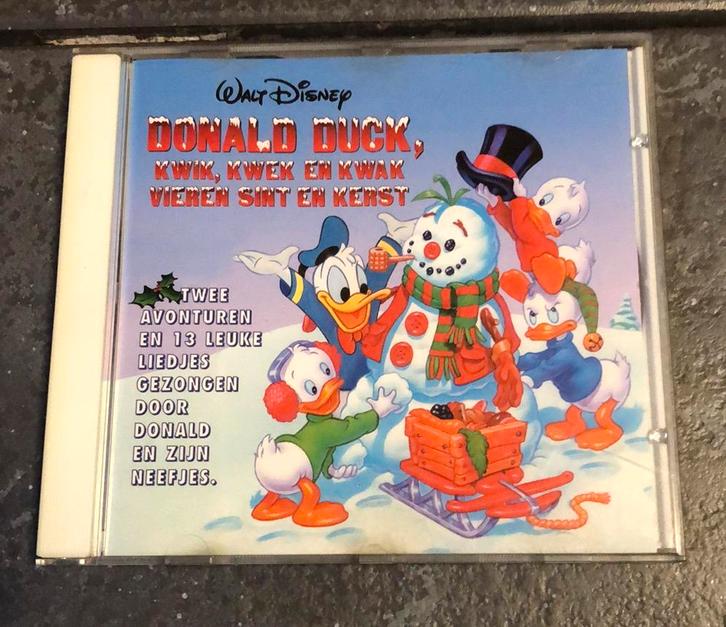 WALT DISNEY
DONALD DUCK,
KWIK, KWEK EN KWAK
VIEREN SINT EN KERST
TWEE
AVONTUREN
EN 13 LEUKE
LIEDJES
GEZONGEN
DOOR
DONALD
EN ZIJN
NEEFJES.